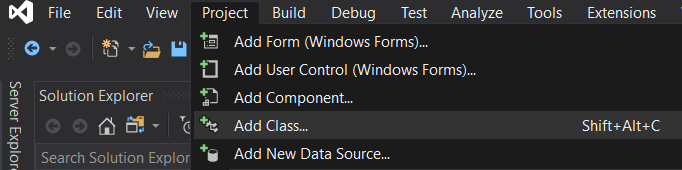 File Edit View Project Build Debug Test Analyze Tools Extensions
Add Form (Windows Forms)...
Add User Control (Windows Forms)...
Server Explo
Solution Explorer
Add Component...
Add Class... Shift+Alt+C
Search Solution Explor
Add New Data Source...